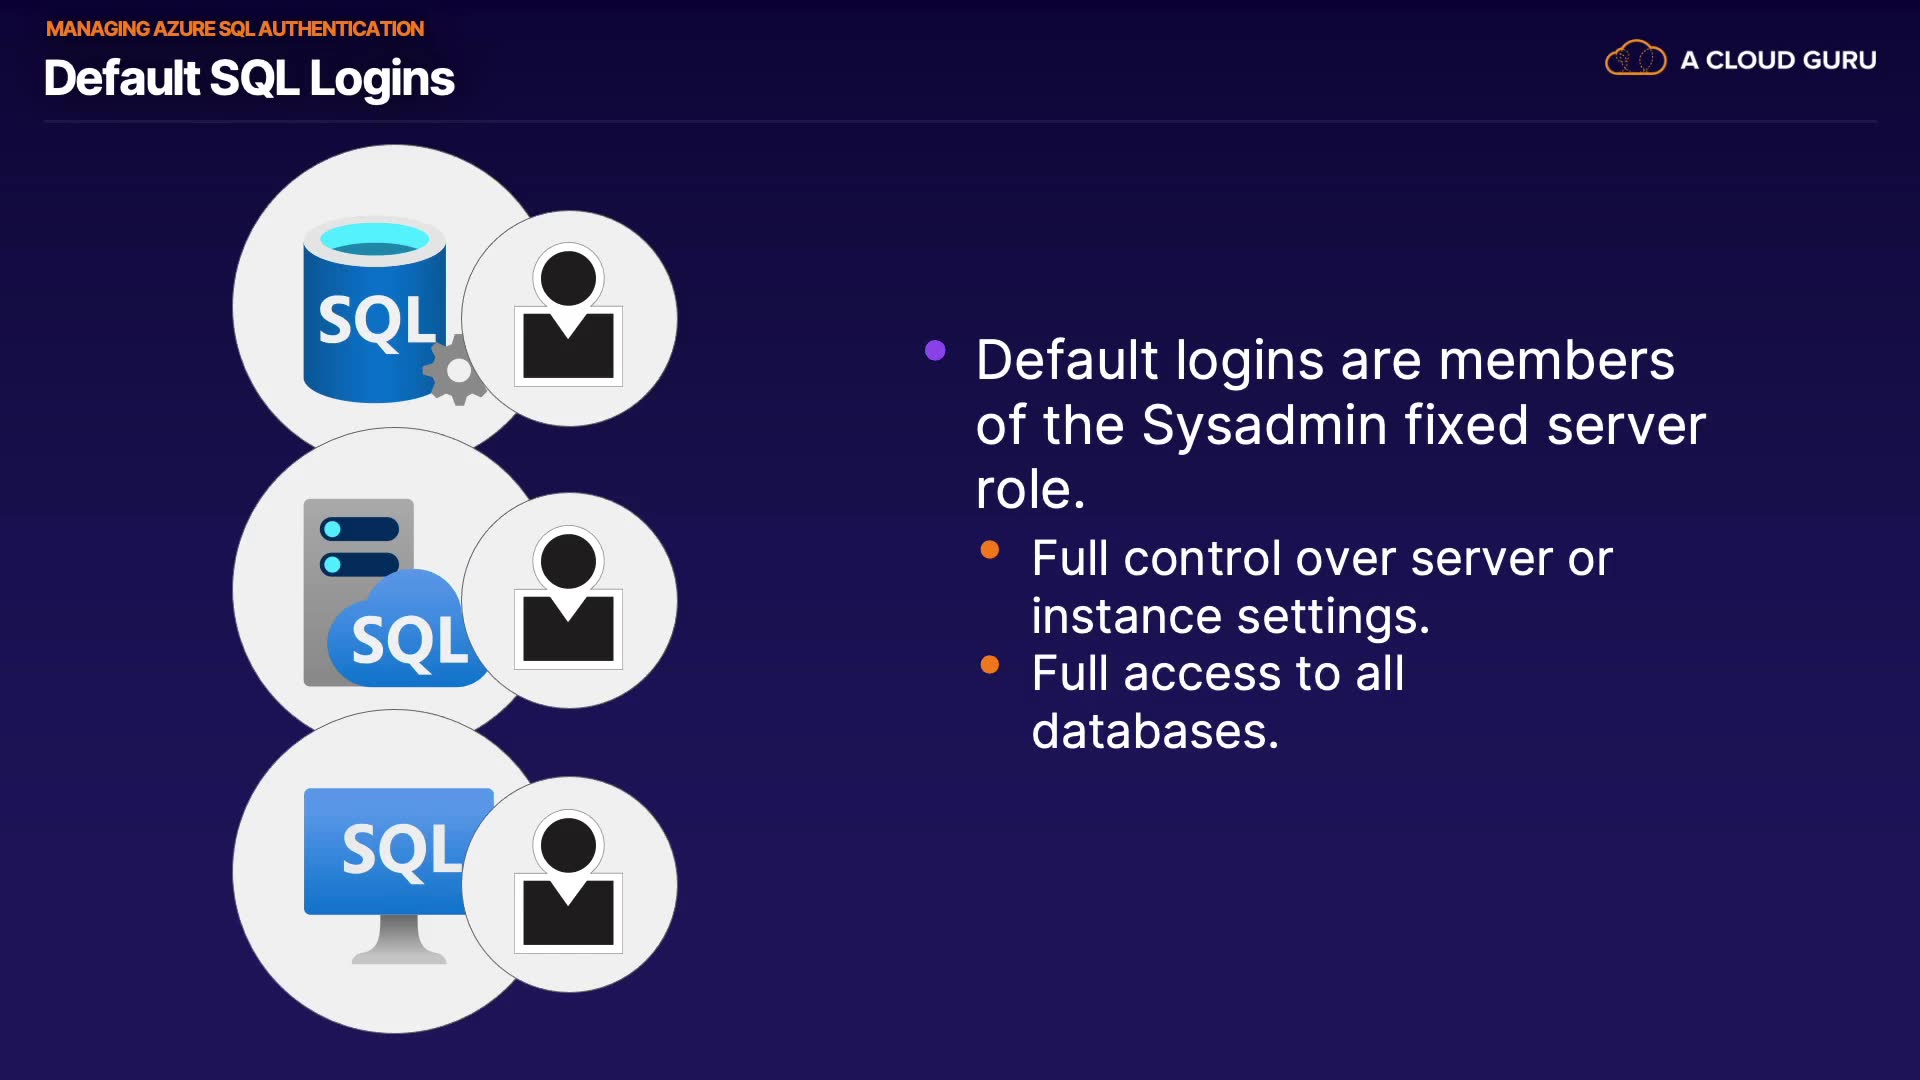 MANAGING AZURE SQL AUTHENTICATION
Default SQL Logins
A CLOUD GURU
SQL
SQL
SQL
Default logins are members
of the Sysadmin fixed server
role.
Full control over server or
instance settings.
Full access to all
databases.